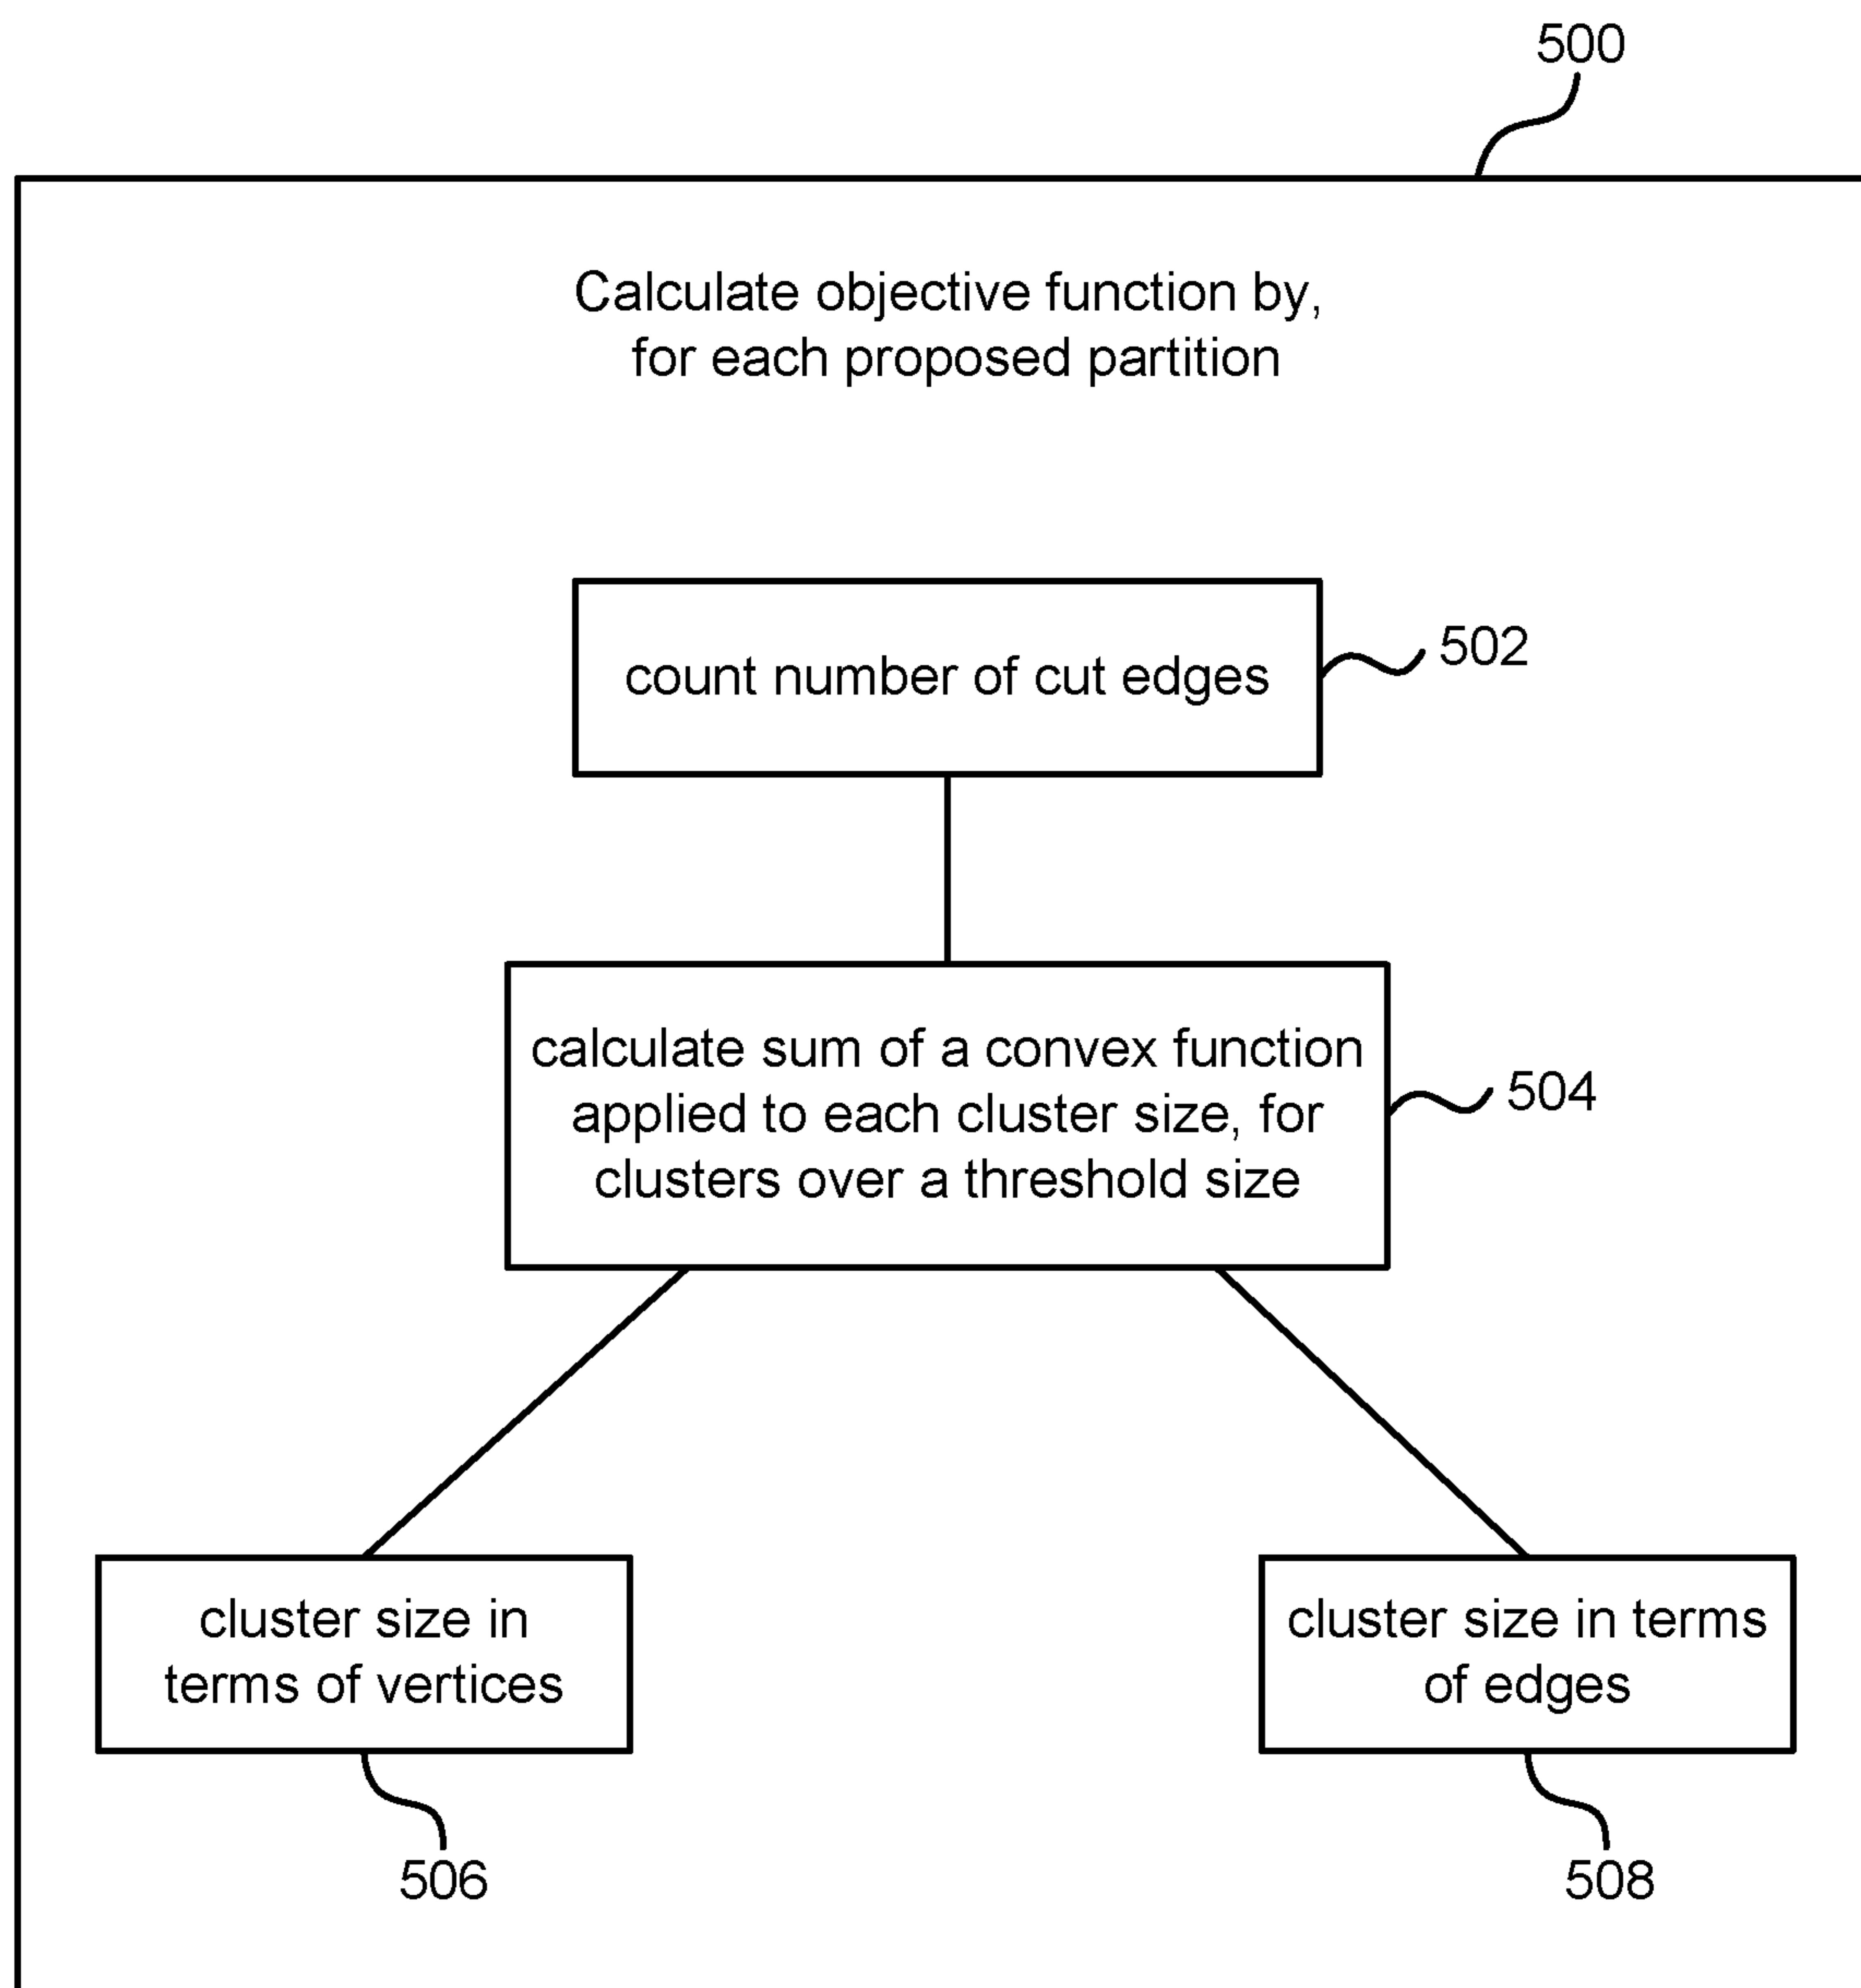 500
Calculate objective function by,
for each proposed partition
count number of cut edges
502
calculate sum of a convex function
applied to each cluster size, for
clusters over a threshold size
504
cluster size in
terms of vertices
cluster size in terms
of edges
506
508